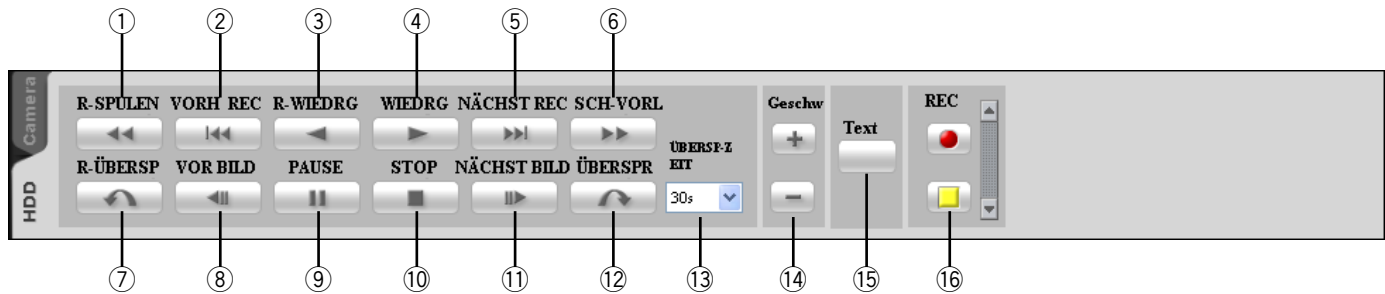 ① ② ③ ④ ⑤ ⑥
Camera
HDD
R-SPULEN VORH REC R-WIEDRG WIEDRG NÄCHST REC SCH-VORL
R-ÜBERSP VOR BILD PAUSE STOP NÄCHST BILD ÜBERSPR
ÜBERSP-Z
EIT
30s
Geschw
Text
REC
⑦ ⑧ ⑨ ⑩ ⑪ ⑫ ⑬ ⑭ ⑮ ⑯